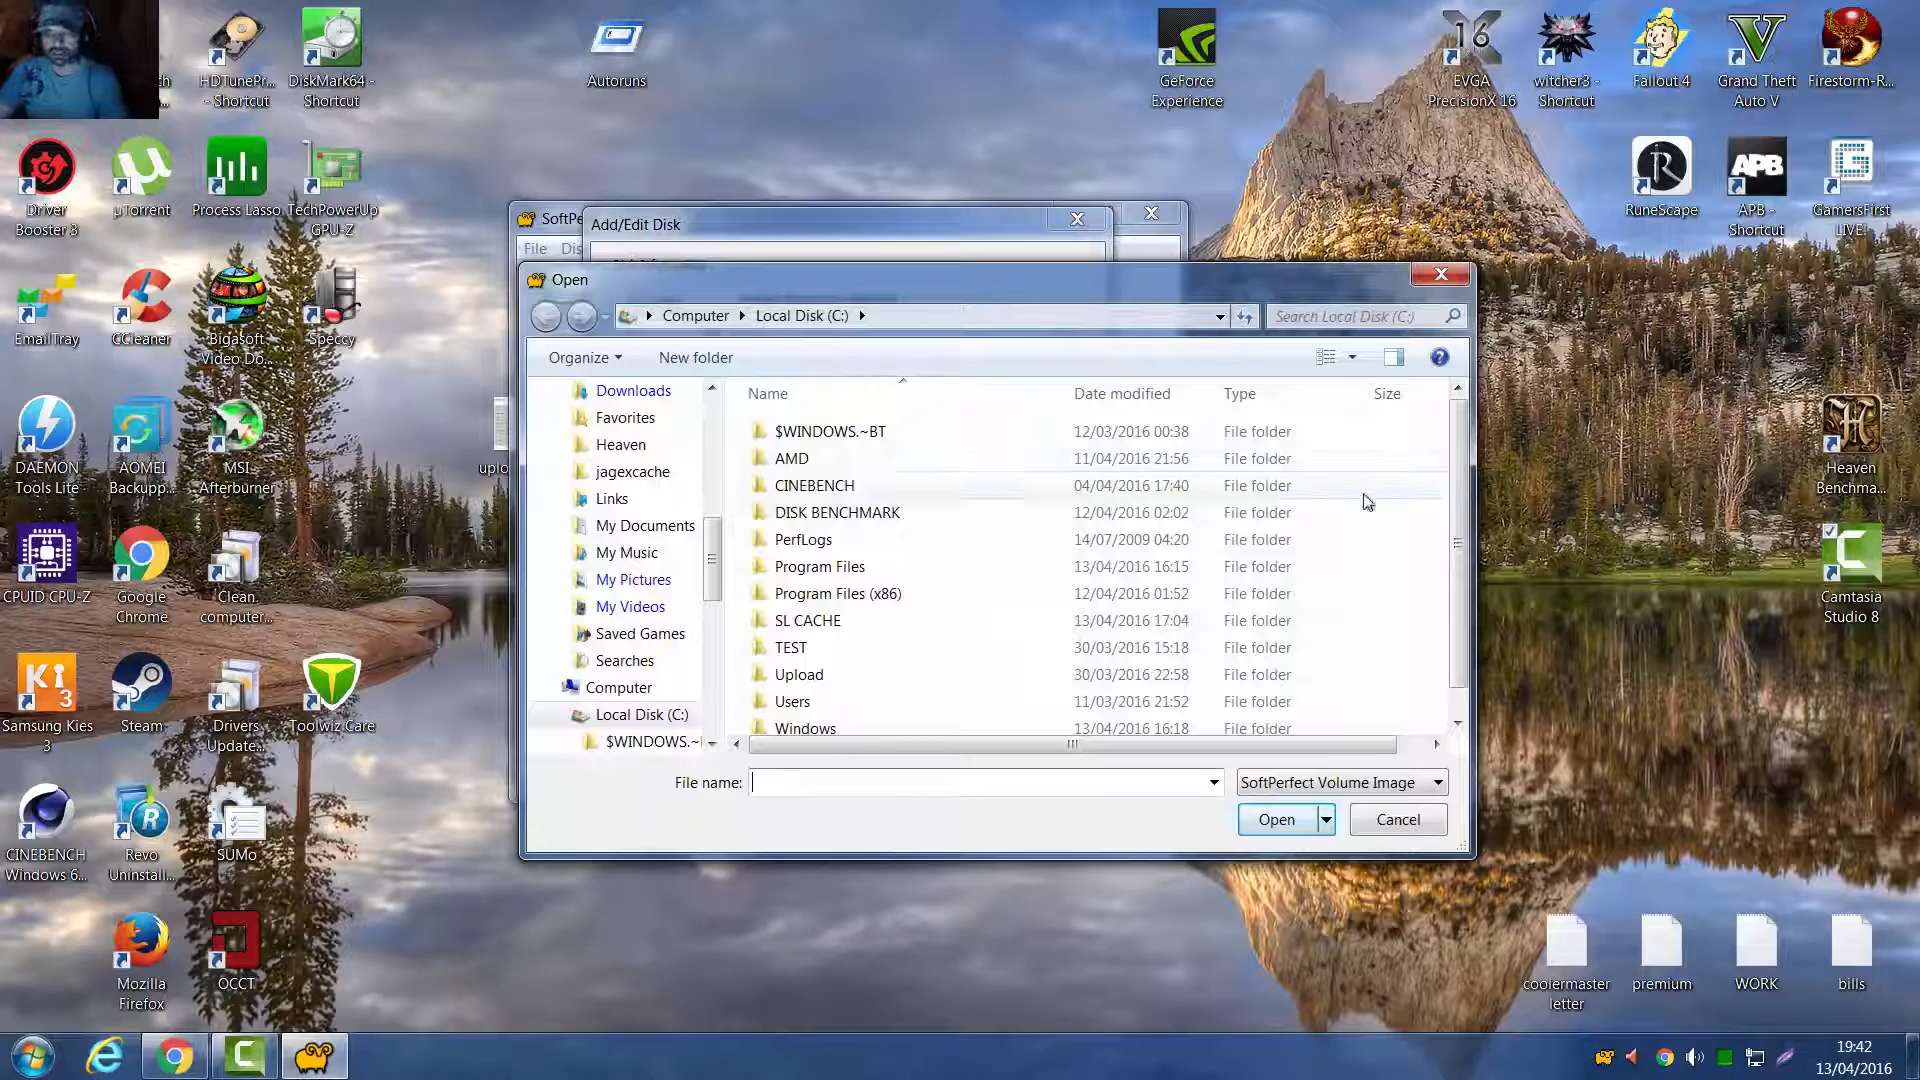 HDTunePr...
- Shortcut
DiskMark64 -
Shortcut
Autoruns
GeForce
Experience
EVGA
PrecisionX 16
witcher3 -
Shortcut
Fallout 4
Grand Theft
Auto V
Firestorm-R...
Driver
Booster 3
µTorrent
Process Lasso
TechPowerUp
GPU-Z
RuneScape
APB -
Shortcut
GamersFirst
LIVE!
SoftPe
Add/Edit Disk
File
Dis
Open
Computer
Local Disk (C:)
Search Local Disk (C:)
Organize
New folder
EmailTray
CCleaner
Bigasoft
Video Do...
Speccy
Name
Date modified
Type
Size
Downloads
Favorites
Heaven
jagexcache
Links
My Documents
My Music
My Pictures
My Videos
Saved Games
Searches
Computer
Local Disk (C:)
$WINDOWS.~
$WINDOWS.~BT 12/03/2016 00:38 File folder
AMD 11/04/2016 21:56 File folder
CINEBENCH 04/04/2016 17:40 File folder
DISK BENCHMARK 12/04/2016 02:02 File folder
PerfLogs 14/07/2009 04:20 File folder
Program Files 13/04/2016 16:15 File folder
Program Files (x86) 12/04/2016 01:52 File folder
SL CACHE 13/04/2016 17:04 File folder
TEST 30/03/2016 15:18 File folder
Upload 30/03/2016 22:58 File folder
Users 11/03/2016 21:52 File folder
Windows 13/04/2016 16:18 File folder
File name:
SoftPerfect Volume Image
Open
Cancel
DAEMON
Tools Lite
AOMEI
Backupp...
MSI
Afterburner
uplo
Heaven
Benchma...
CPUID CPU-Z
Google
Chrome
Clean
computer...
Camtasia
Studio 8
Samsung Kies
3
Steam
Drivers
Update...
Toolwiz Care
CINEBENCH
Windows 6...
Revo
Uninstall...
SUMo
Mozilla
Firefox
OCCT
coolermaster
letter
premium
WORK
bills
19:42
13/04/2016